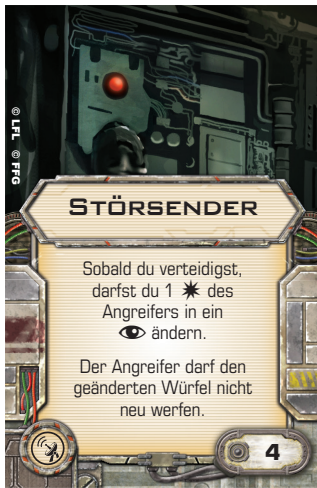 © LFL © FFG
Störsender
Sobald du verteidigst,
darfst du 1 des
Angreifers in ein
ändern.
Der Angreifer darf den
geänderten Würfel nicht
neu werfen.
4